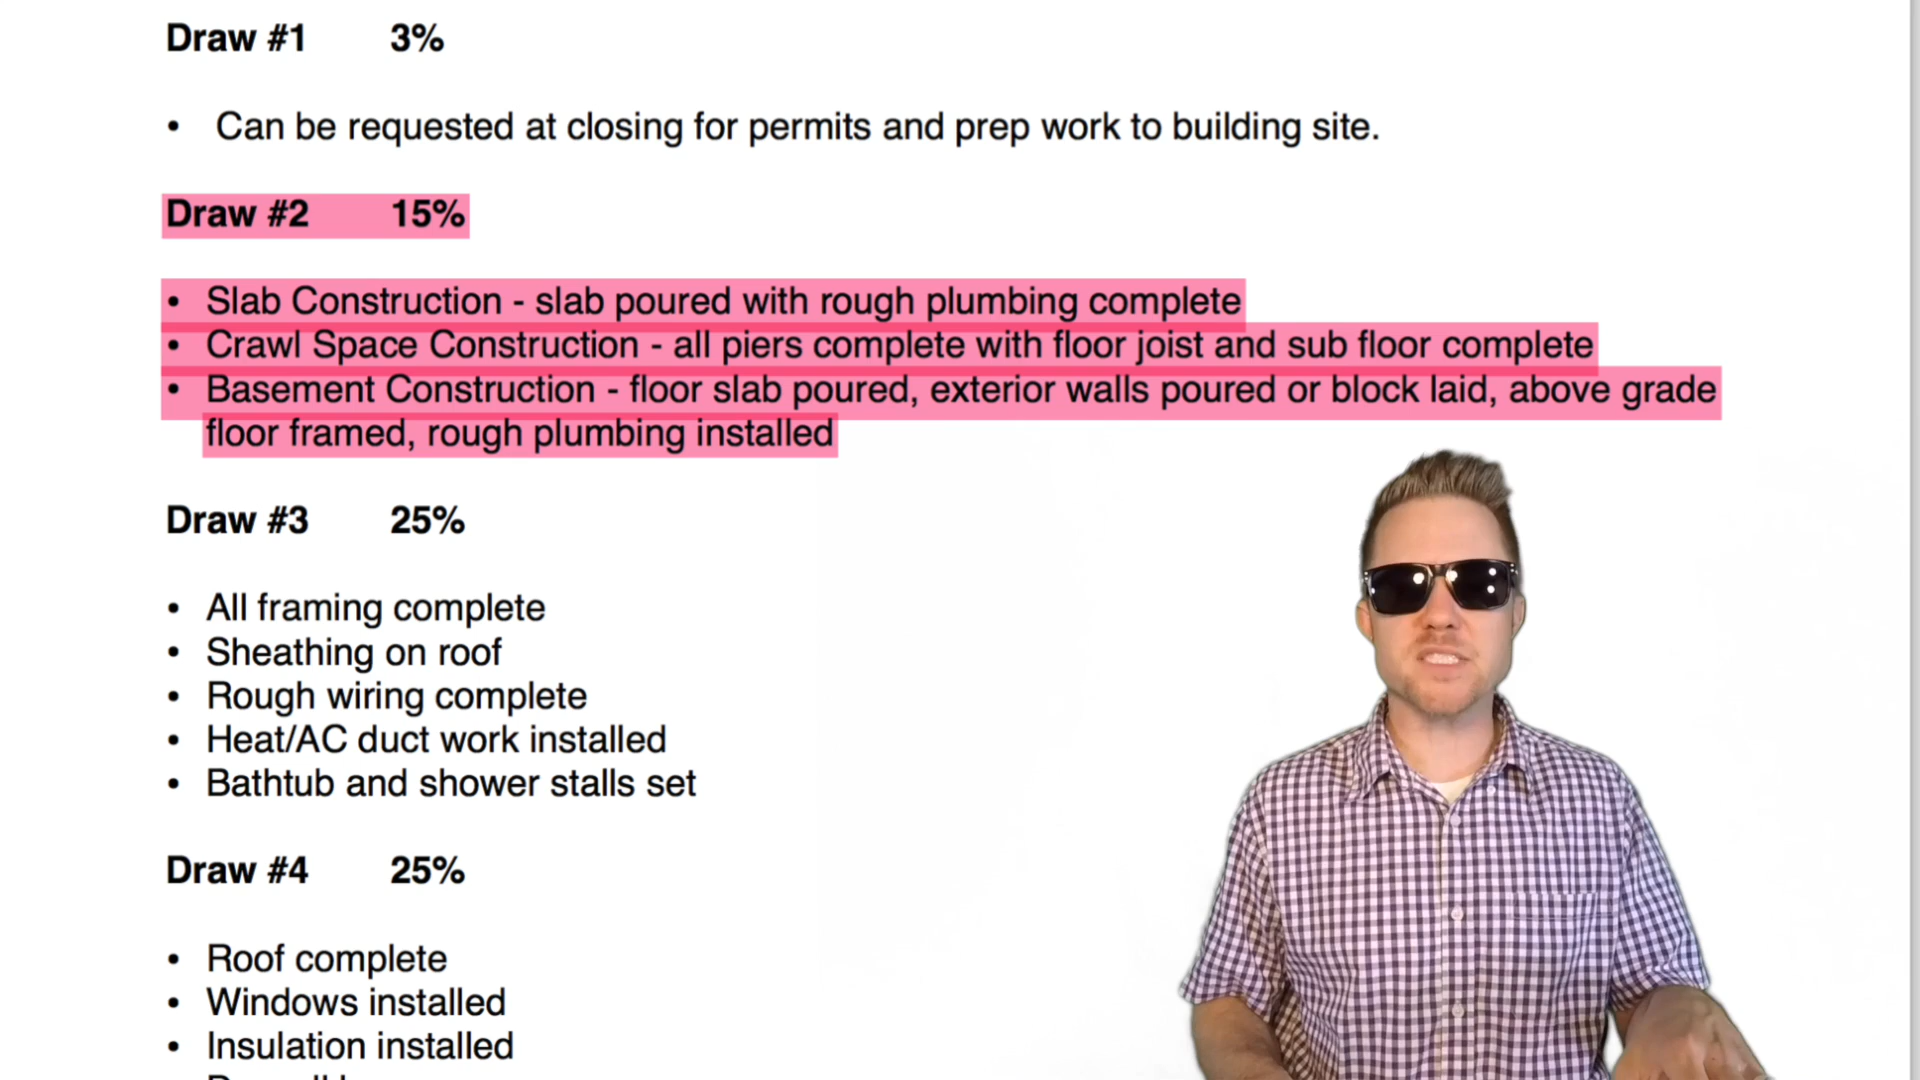 Draw #1 3%
• Can be requested at closing for permits and prep work to building site.
Draw #2 15%
• Slab Construction - slab poured with rough plumbing complete
• Crawl Space Construction - all piers complete with floor joist and sub floor complete
• Basement Construction - floor slab poured, exterior walls poured or block laid, above grade
floor framed, rough plumbing installed
Draw #3 25%
• All framing complete
• Sheathing on roof
• Rough wiring complete
• Heat/AC duct work installed
• Bathtub and shower stalls set
Draw #4 25%
• Roof complete
• Windows installed
• Insulation installed